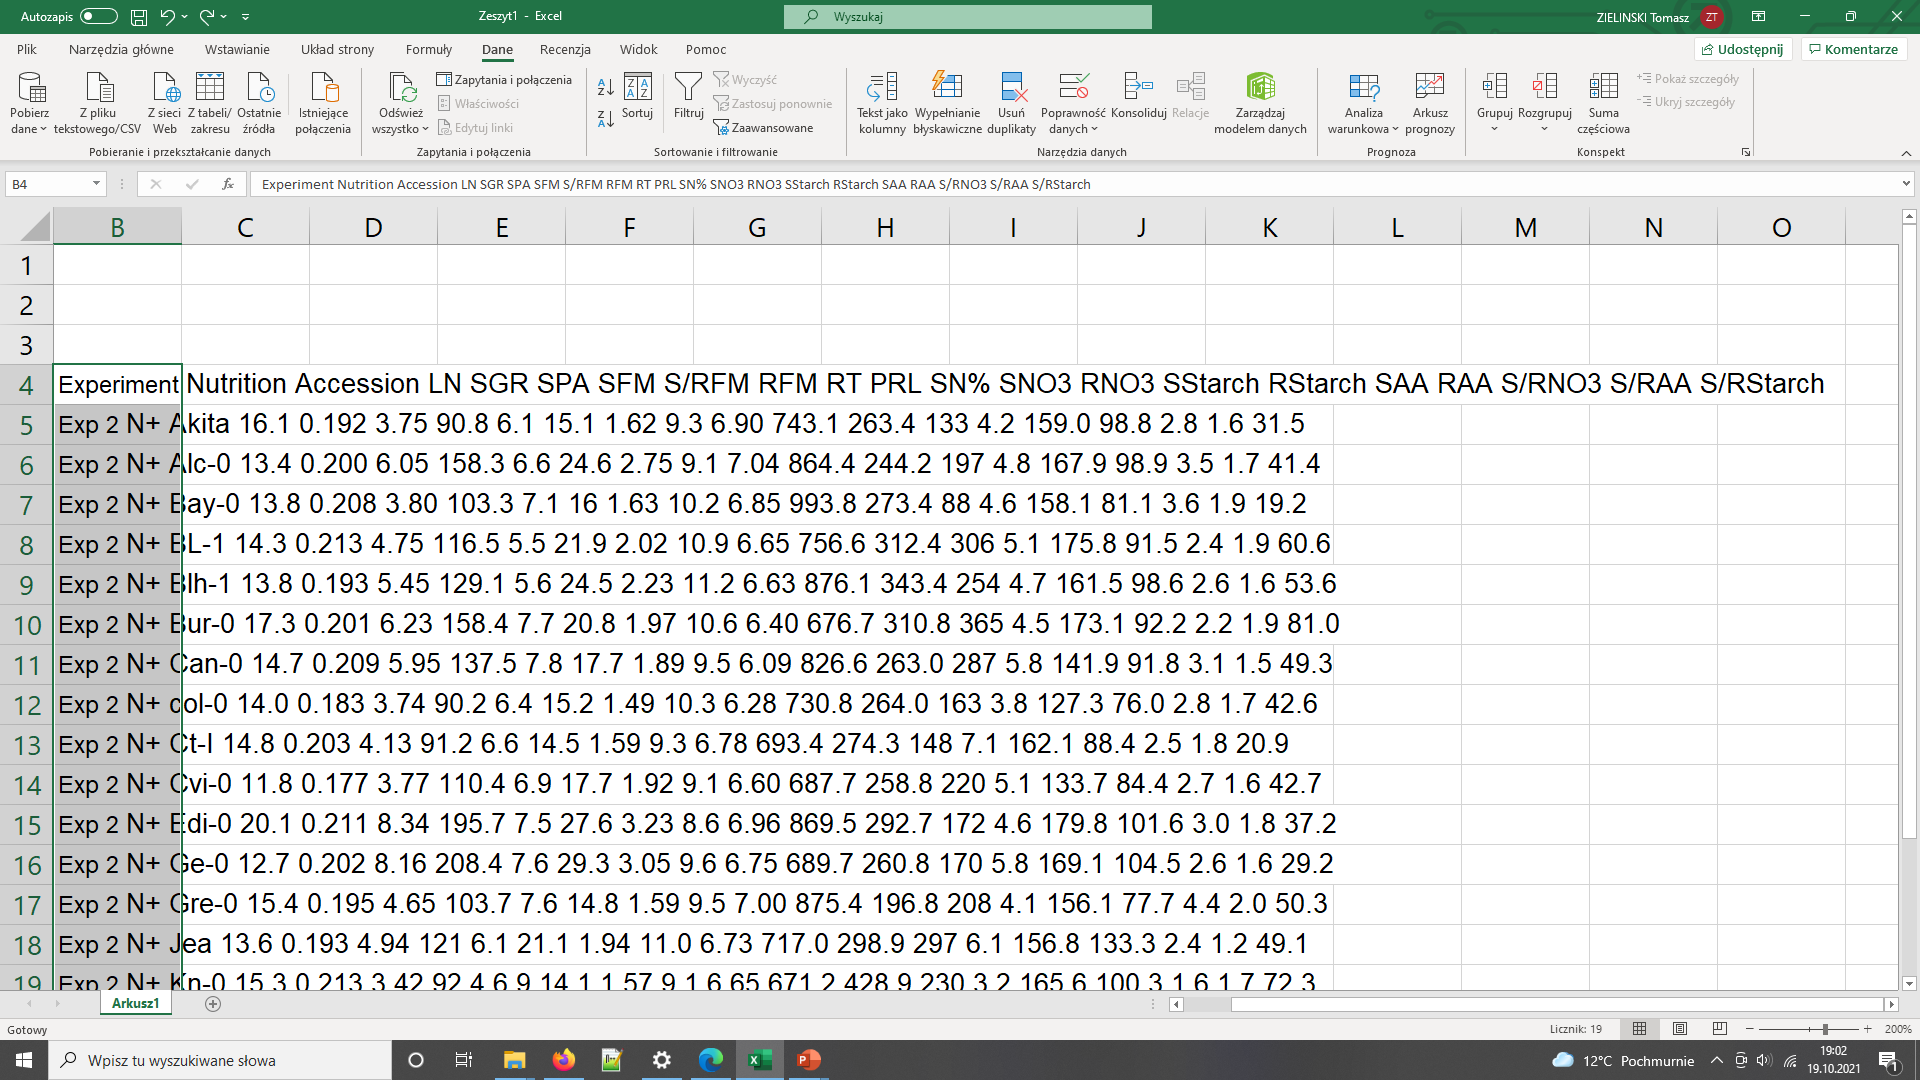 Autozapis
Zeszyt1 - Excel
Wyszukaj
ZIELINSKI Tomasz ZT
Plik Narzędzia główne Wstawianie Układ strony Formuły Dane Recenzja Widok Pomoc
Udostępnij Komentarze
Pobierz dane
Z pliku tekstowego/CSV
Z sieci Web
Z tabeli/ zakresu
Ostatnie źródła
Istniejące połączenia
Pobieranie i przekształcanie danych
Odśwież wszystko
Zapytania i połączenia
Właściwości
Edytuj linki
Zapytania i połączenia
Sortuj
Filtruj
Wyczyść
Zastosuj ponownie
Zaawansowane
Sortowanie i filtrowanie
Tekst jako kolumny
Wypełnianie błyskawiczne
Usuń duplikaty
Poprawność danych
Konsoliduj
Relacje
Zarządzaj modelem danych
Narzędzia danych
Analiza warunkowa
Arkusz prognozy
Prognoza
Grupuj
Rozgrupuj
Suma częściowa
Pokaż szczegóły
Ukryj szczegóły
Konspekt
B4
fx
Experiment Nutrition Accession LN SGR SPA SFM S/RFM RFM RT PRL SN% SNO3 RNO3 SStarch RStarch SAA RAA S/RNO3 S/RAA S/RStarch
B C D E F G H I J K L M N O
1
2
3
4 Experiment Nutrition Accession LN SGR SPA SFM S/RFM RFM RT PRL SN% SNO3 RNO3 SStarch RStarch SAA RAA S/RNO3 S/RAA S/RStarch
5 Exp 2 N+ Akita 16.1 0.192 3.75 90.8 6.1 15.1 1.62 9.3 6.90 743.1 263.4 133 4.2 159.0 98.8 2.8 1.6 31.5
6 Exp 2 N+ Alc-0 13.4 0.200 6.05 158.3 6.6 24.6 2.75 9.1 7.04 864.4 244.2 197 4.8 167.9 98.9 3.5 1.7 41.4
7 Exp 2 N+ Bay-0 13.8 0.208 3.80 103.3 7.1 16 1.63 10.2 6.85 993.8 273.4 88 4.6 158.1 81.1 3.6 1.9 19.2
8 Exp 2 N+ BL-1 14.3 0.213 4.75 116.5 5.5 21.9 2.02 10.9 6.65 756.6 312.4 306 5.1 175.8 91.5 2.4 1.9 60.6
9 Exp 2 N+ Blh-1 13.8 0.193 5.45 129.1 5.6 24.5 2.23 11.2 6.63 876.1 343.4 254 4.7 161.5 98.6 2.6 1.6 53.6
10 Exp 2 N+ Bur-0 17.3 0.201 6.23 158.4 7.7 20.8 1.97 10.6 6.40 676.7 310.8 365 4.5 173.1 92.2 2.2 1.9 81.0
11 Exp 2 N+ Can-0 14.7 0.209 5.95 137.5 7.8 17.7 1.89 9.5 6.09 826.6 263.0 287 5.8 141.9 91.8 3.1 1.5 49.3
12 Exp 2 N+ col-0 14.0 0.183 3.74 90.2 6.4 15.2 1.49 10.3 6.28 730.8 264.0 163 3.8 127.3 76.0 2.8 1.7 42.6
13 Exp 2 N+ Ct-I 14.8 0.203 4.13 91.2 6.6 14.5 1.59 9.3 6.78 693.4 274.3 148 7.1 162.1 88.4 2.5 1.8 20.9
14 Exp 2 N+ Cvi-0 11.8 0.177 3.77 110.4 6.9 17.7 1.92 9.1 6.60 687.7 258.8 220 5.1 133.7 84.4 2.7 1.6 42.7
15 Exp 2 N+ Edi-0 20.1 0.211 8.34 195.7 7.5 27.6 3.23 8.6 6.96 869.5 292.7 172 4.6 179.8 101.6 3.0 1.8 37.2
16 Exp 2 N+ Ge-0 12.7 0.202 8.16 208.4 7.6 29.3 3.05 9.6 6.75 689.7 260.8 170 5.8 169.1 104.5 2.6 1.6 29.2
17 Exp 2 N+ Gre-0 15.4 0.195 4.65 103.7 7.6 14.8 1.59 9.5 7.00 875.4 196.8 208 4.1 156.1 77.7 4.4 2.0 50.3
18 Exp 2 N+ Jea 13.6 0.193 4.94 121 6.1 21.1 1.94 11.0 6.73 717.0 298.9 297 6.1 156.8 133.3 2.4 1.2 49.1
19 Exp 2 N+ Kn-0 15.3 0.213 3.42 92.4 6.9 14.1 1.57 9.1 6.65 671.2 428.9 230 3.2 165.6 100.3 1.6 1.7 72.3
Arkusz1
Gotowy
Licznik: 19
200%
Wpisz tu wyszukiwane słowa
12°C Pochmurnie
19:02
19.10.2021
1